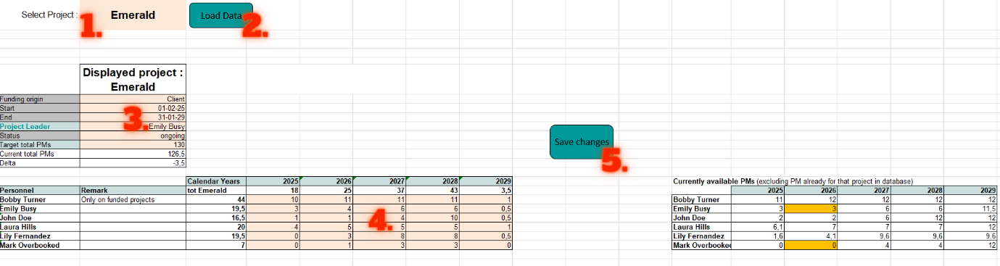 Select Project :
Emerald
Load Data
1.
2.
Displayed project :
Emerald
Funding origin Client
Start 01-02-25
End 31-01-29
Project Leader Emily Busy
Status ongoing
Target total PMs 130
Current total PMs 126,5
Delta -3,5
3.
Save changes
5.
Calendar Years 2025 2026 2027 2028 2029
Personnel Remark tot Emerald 18 25 37 43 3,5
Bobby Turner Only on funded projects 44 10 11 11 11 1
Emily Busy 19,5 3 4 6 6 0,5
John Doe 16,5 1 1 4 10 0,5
Laura Hills 20 4 5 5 5 1
Lily Fernandez 19,5 0 3 8 8 0,5
Mark Overbooked 7 0 1 3 3 0
4.
Currently available PMs (excluding PM already for that project in database)
2025 2026 2027 2028 2029
Bobby Turner 11 12 12 12 12
Emily Busy 3 3 6 6 11,5
John Doe 2 2 6 12 12
Laura Hills 6,1 7 7 7 12
Lily Fernandez 1,6 4,1 9,6 9,6 9,6
Mark Overbooked 0 0 4 4 12